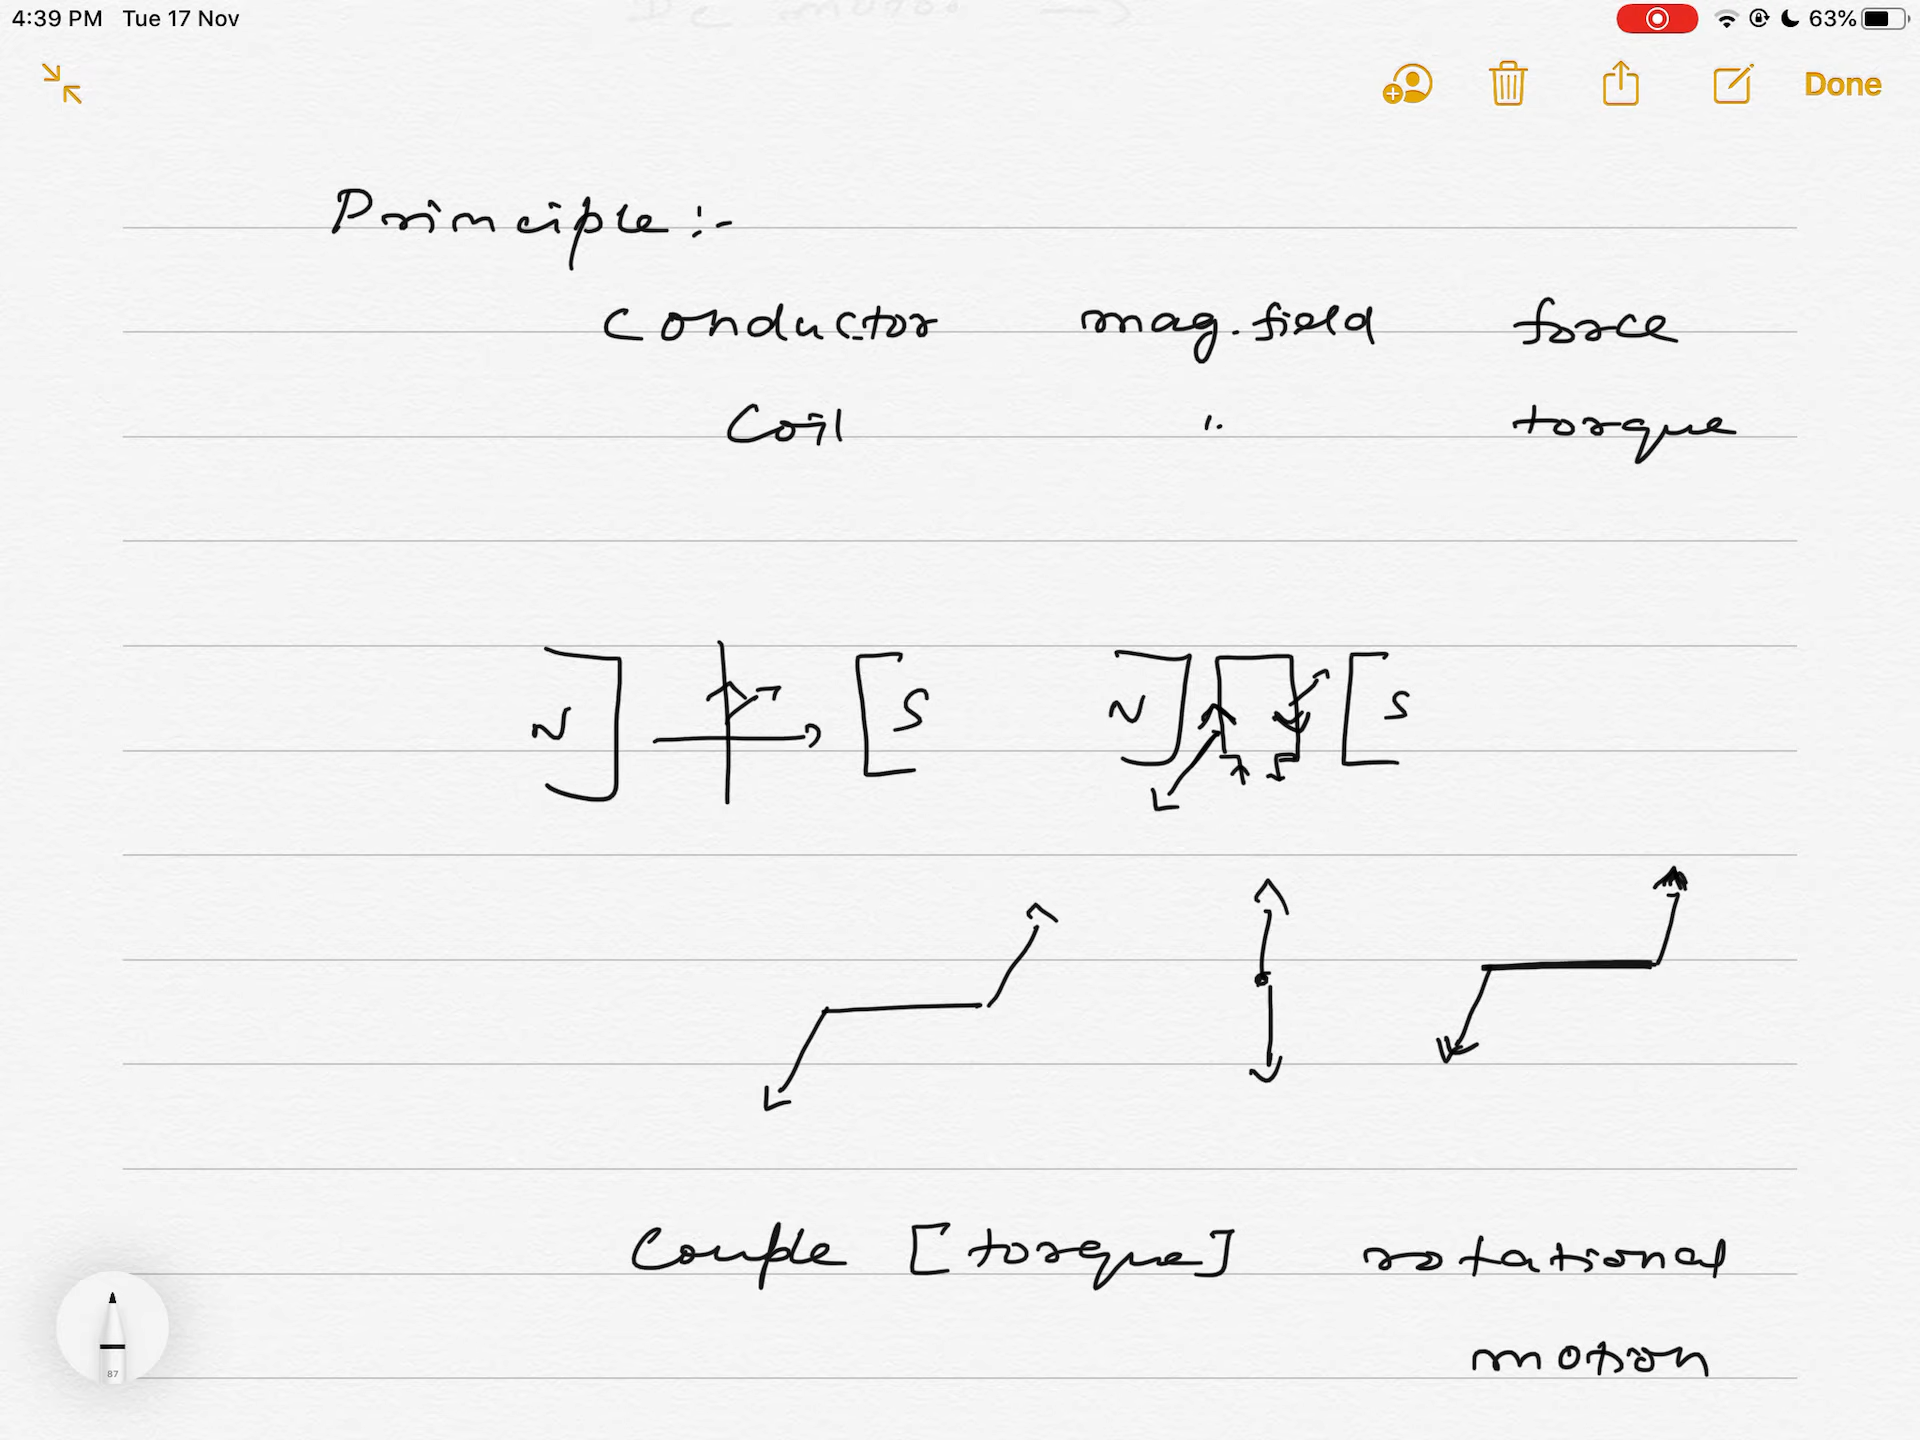 4:39 PM Tue 17 Nov 63%
Done
Principle :-
Conductor mag. field force
Coil " torque
N S N S
Couple [torque] rotational
motion
87